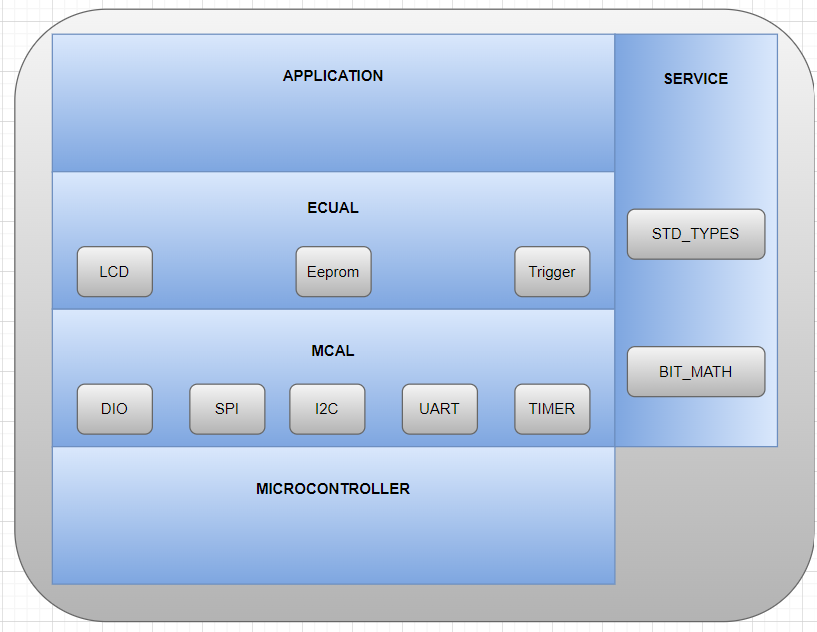 APPLICATION
SERVICE
ECUAL
STD_TYPES
LCD
Eeprom
Trigger
MCAL
BIT_MATH
DIO
SPI
I2C
UART
TIMER
MICROCONTROLLER